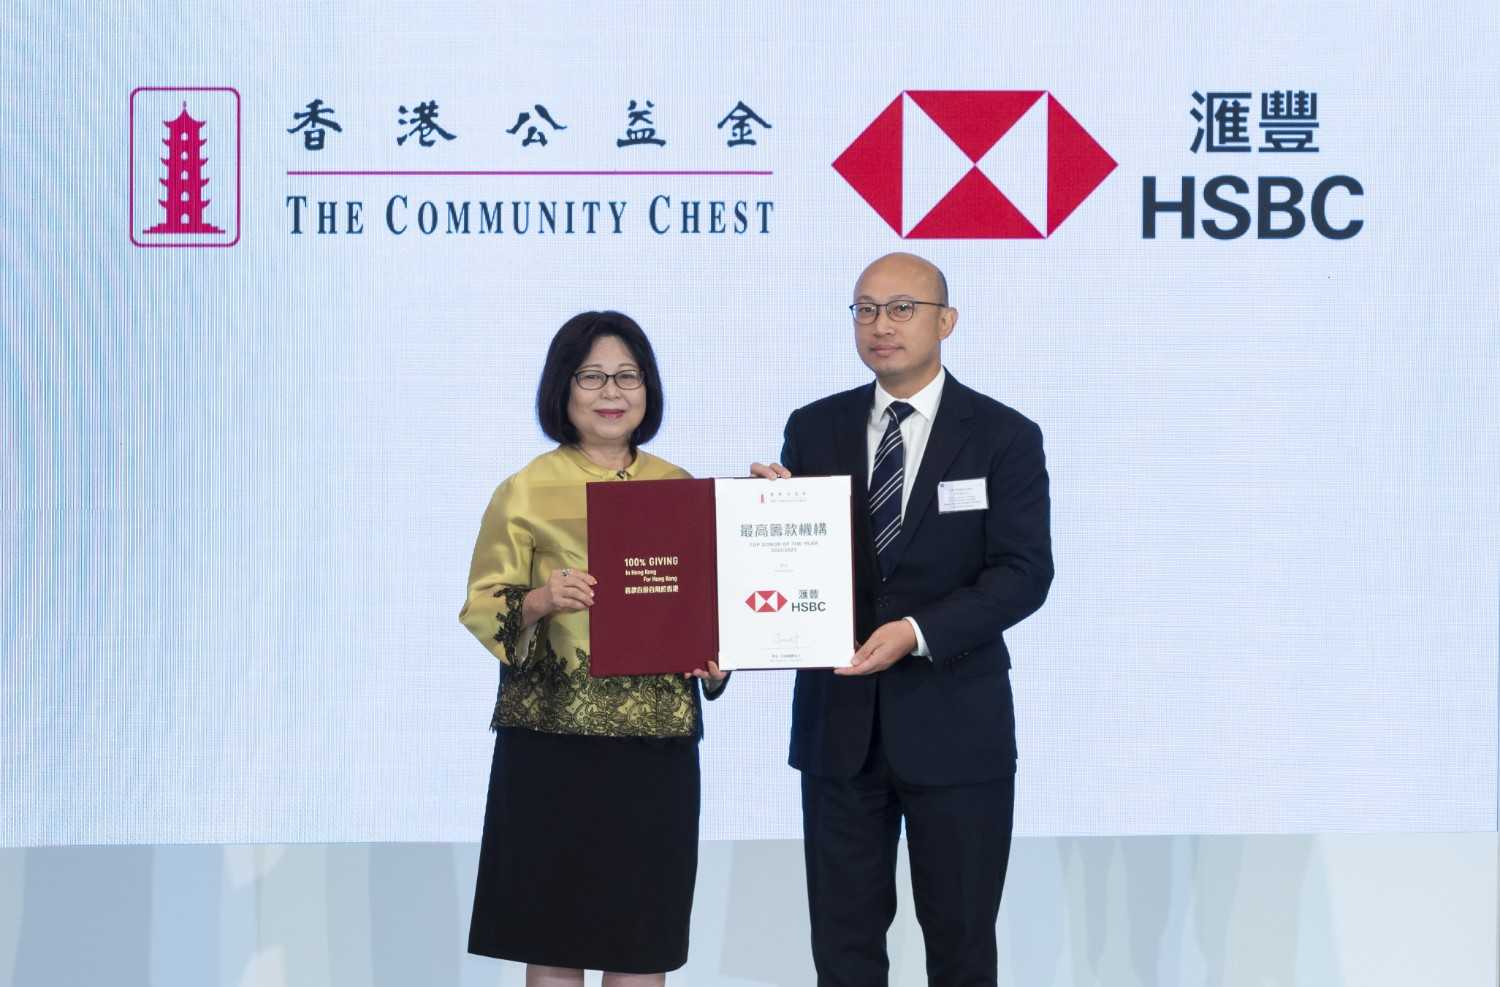 香港公益金
THE COMMUNITY CHEST
滙豐
HSBC
100% GIVING
In Hong Kong
For Hong Kong
最高籌款機構
TOP DONOR OF THE YEAR
滙豐
HSBC